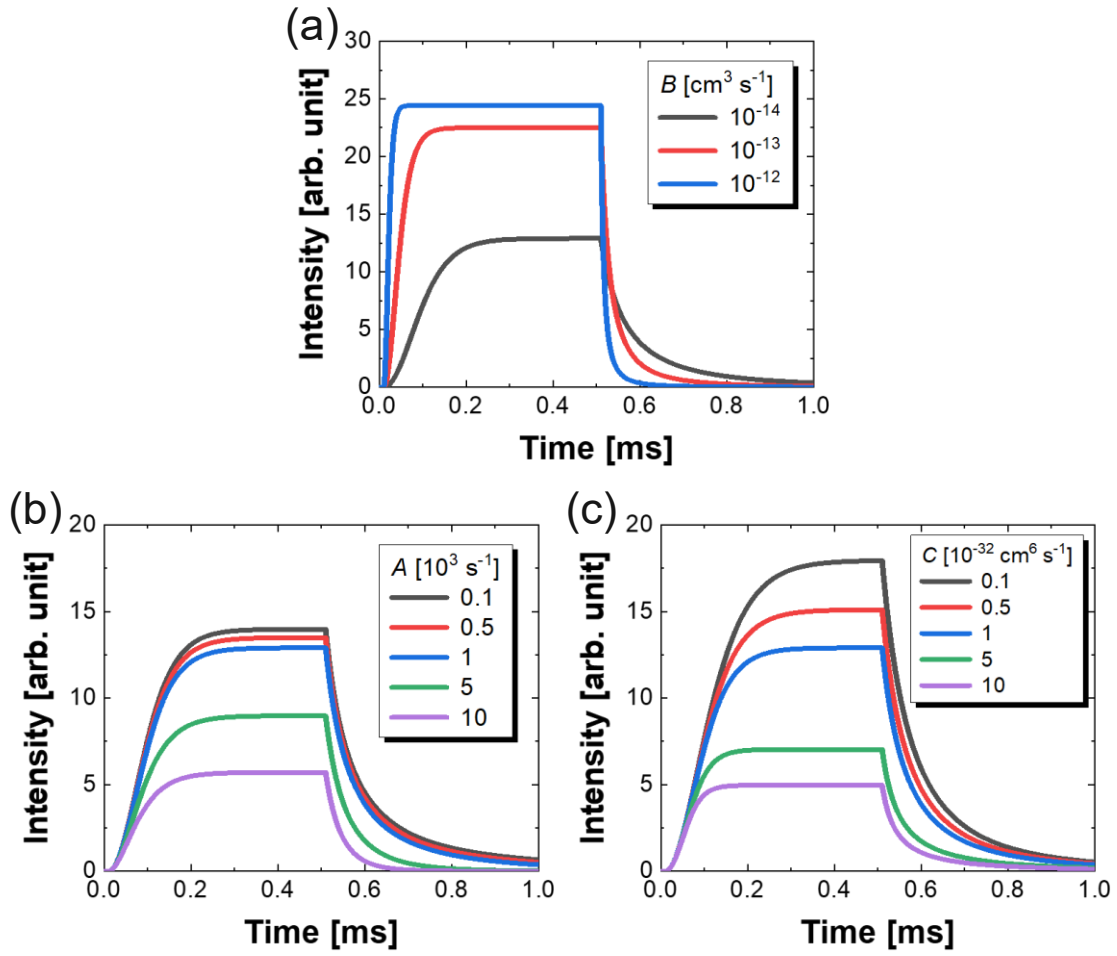 (a)
Intensity [arb. unit]
30
25
20
15
10
5
0
0.0 0.2 0.4 0.6 0.8 1.0
Time [ms]
B [cm³ s⁻¹]
10⁻¹⁴
10⁻¹³
10⁻¹²
(b)
Intensity [arb. unit]
20
15
10
5
0
0.0 0.2 0.4 0.6 0.8 1.0
Time [ms]
A [10³ s⁻¹]
0.1
0.5
1
5
10
(c)
Intensity [arb. unit]
20
15
10
5
0
0.0 0.2 0.4 0.6 0.8 1.0
Time [ms]
C [10⁻³² cm⁶ s⁻¹]
0.1
0.5
1
5
10